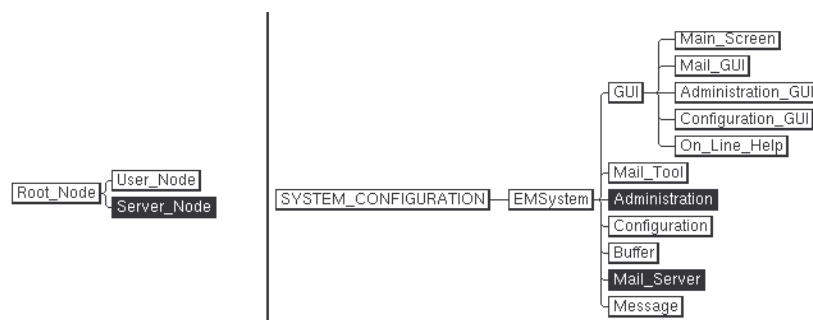 Root_Node
User_Node
Server_Node
SYSTEM_CONFIGURATION
EMSystem
GUI
Main_Screen
Mail_GUI
Administration_GUI
Configuration_GUI
On_Line_Help
Mail_Tool
Administration
Configuration
Buffer
Mail_Server
Message